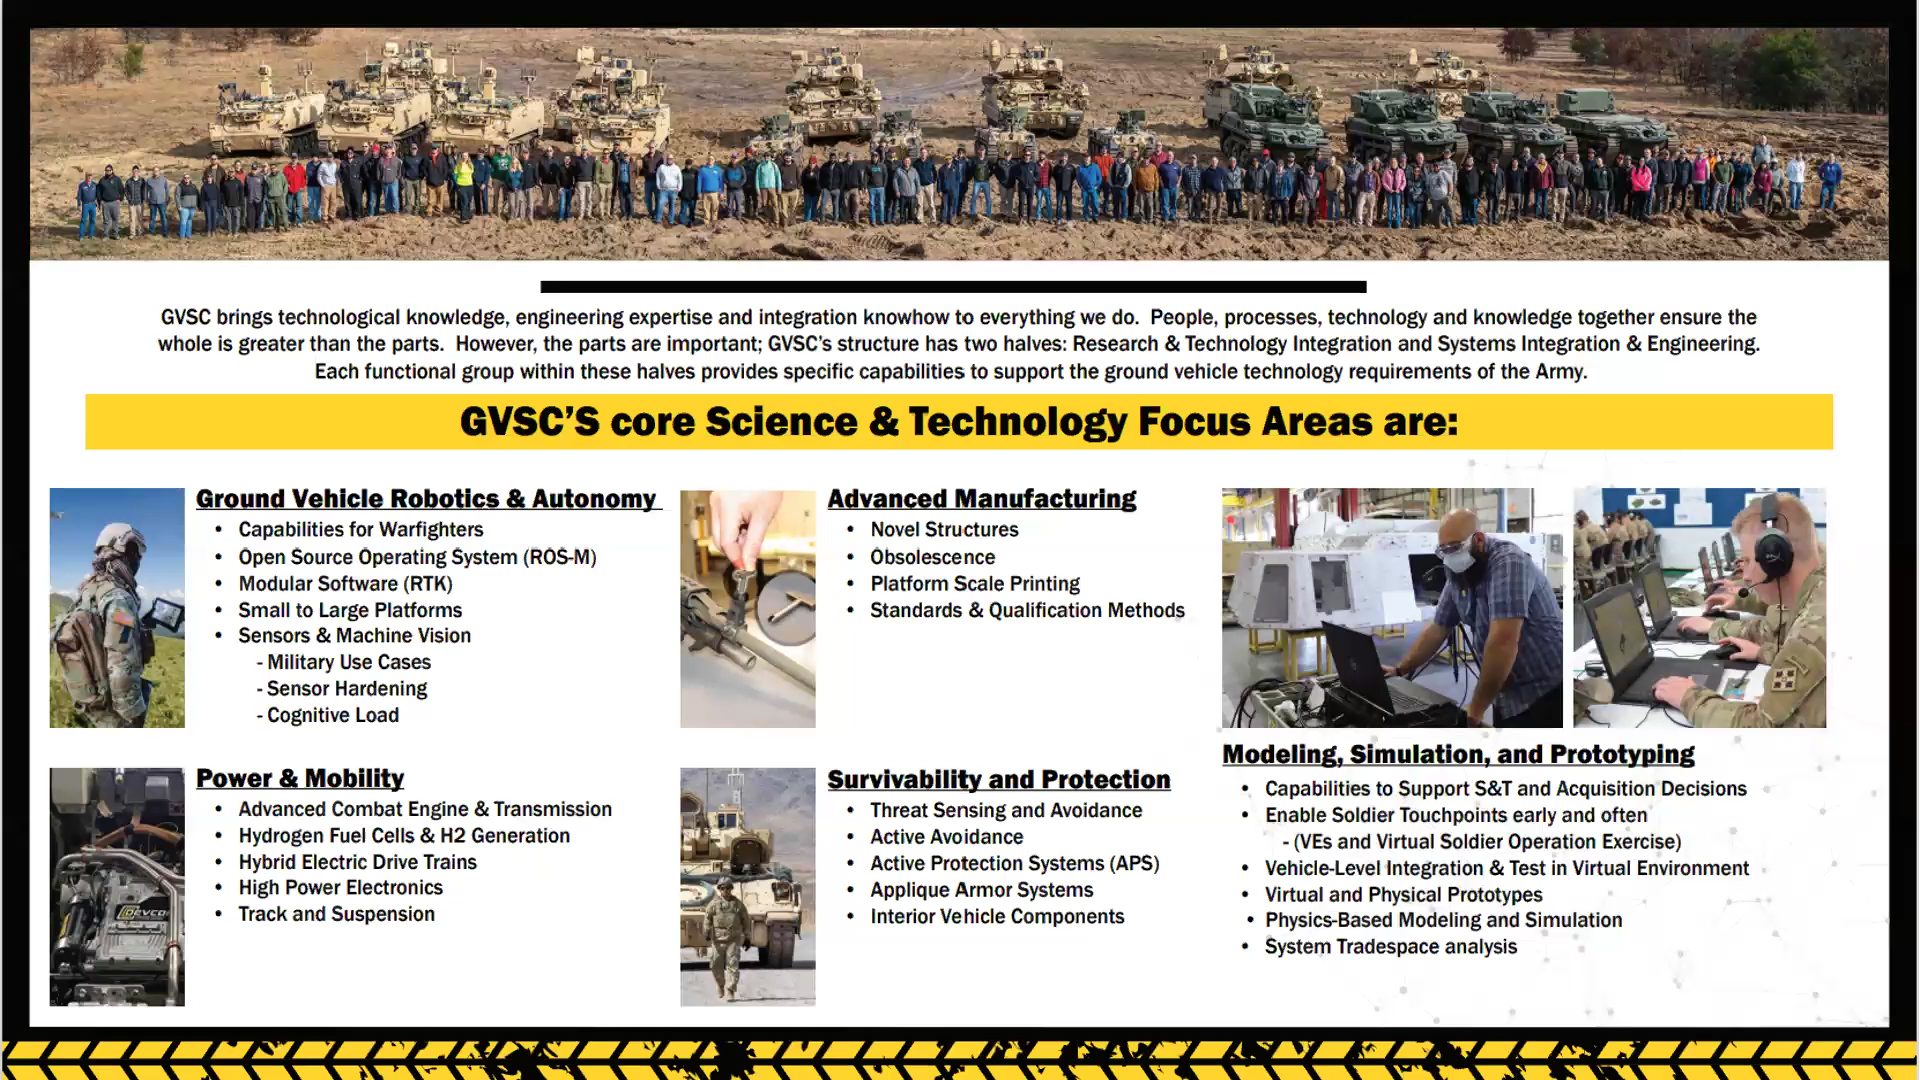 GVSC brings technological knowledge, engineering expertise and integration knowhow to everything we do. People, processes, technology and knowledge together ensure the
whole is greater than the parts. However, the parts are important; GVSC's structure has two halves: Research & Technology Integration and Systems Integration & Engineering.
Each functional group within these halves provides specific capabilities to support the ground vehicle technology requirements of the Army.
GVSC'S core Science & Technology Focus Areas are:
Ground Vehicle Robotics & Autonomy
• Capabilities for Warfighters
• Open Source Operating System (ROS-M)
• Modular Software (RTK)
• Small to Large Platforms
• Sensors & Machine Vision
- Military Use Cases
- Sensor Hardening
- Cognitive Load
Power & Mobility
• Advanced Combat Engine & Transmission
• Hydrogen Fuel Cells & H2 Generation
• Hybrid Electric Drive Trains
• High Power Electronics
• Track and Suspension
Advanced Manufacturing
• Novel Structures
• Obsolescence
• Platform Scale Printing
• Standards & Qualification Methods
Survivability and Protection
• Threat Sensing and Avoidance
• Active Avoidance
• Active Protection Systems (APS)
• Applique Armor Systems
• Interior Vehicle Components
Modeling, Simulation, and Prototyping
• Capabilities to Support S&T and Acquisition Decisions
• Enable Soldier Touchpoints early and often
- (VEs and Virtual Soldier Operation Exercise)
• Vehicle-Level Integration & Test in Virtual Environment
• Virtual and Physical Prototypes
• Physics-Based Modeling and Simulation
• System Tradespace analysis